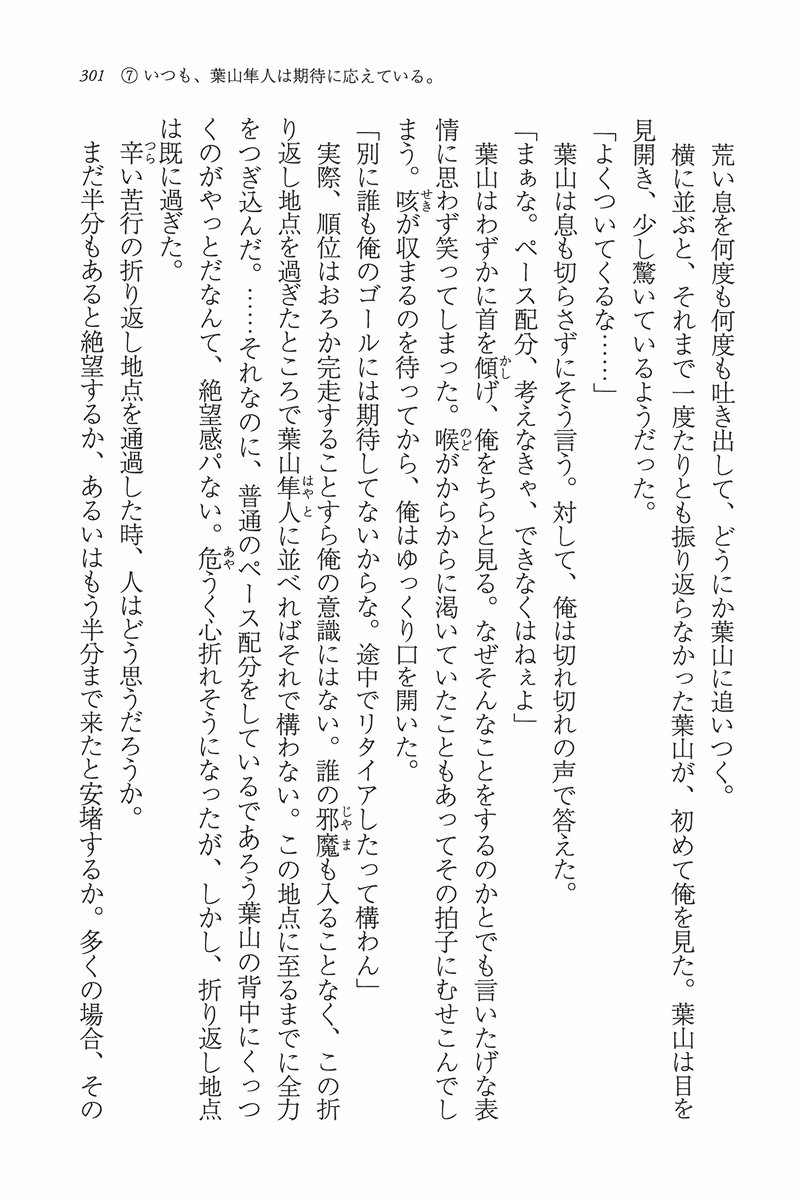 301 ⑦ いつも、葉山隼人は期待に応えている。
荒い息を何度も何度も吐き出して、どうにか葉山に追いつく。
横に並ぶと、それまで一度たりとも振り返らなかった葉山が、初めて俺を見た。葉山は目を
見開き、少し驚いているようだった。
「よくついてくるな……」
葉山は息も切らさずにそう言う。対して、俺は切れ切れの声で答えた。
「まぁな。ペース配分、考えなきゃ、できなくはねぇよ」
葉山はわずかに首を傾げ、俺をちらと見る。なぜそんなことをするのかとでも言いたげな表
情に思わず笑ってしまった。喉がからからに渇いていたこともあってその拍子にむせこんでし
まう。咳が収まるのを待ってから、俺はゆっくり口を開いた。
「別に誰も俺のゴールには期待してないからな。途中でリタイアしたって構わん」
実際、順位はおろか完走することすら俺の意識にはない。誰の邪魔も入ることなく、この折
り返し地点を過ぎたところで葉山隼人に並べればそれで構わない。この地点に至るまでに全力
をつぎ込んだ。……それなのに、普通のペース配分をしているであろう葉山の背中にくっつ
くのがやっとだなんて、絶望感パない。危うく心折れそうになったが、しかし、折り返し地点
は既に過ぎた。
辛い苦行の折り返し地点を通過した時、人はどう思うだろうか。
まだ半分もあると絶望するか、あるいはもう半分まで来たと安堵するか。多くの場合、その